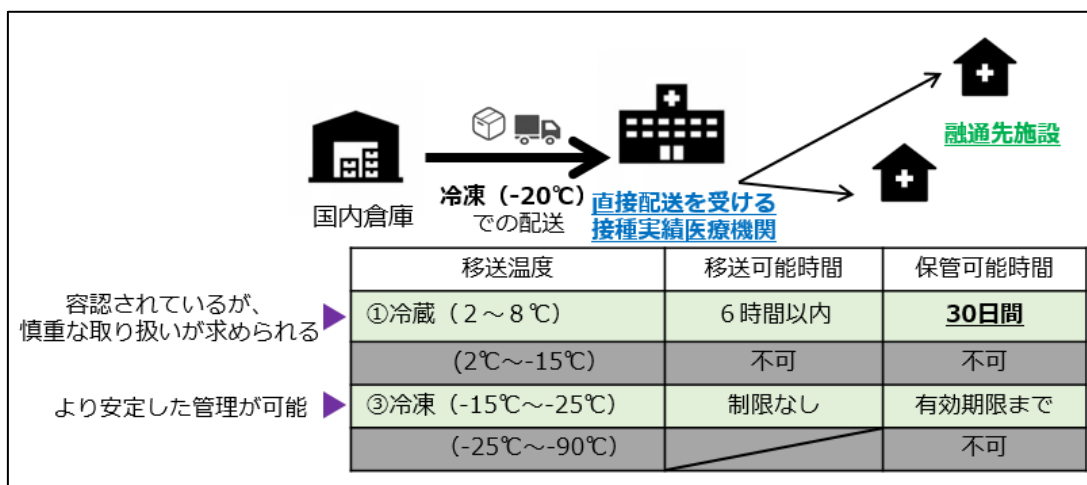 融通先施設
国内倉庫
冷凍（-20℃）
での配送
直接配送を受ける
接種実績医療機関
移送温度 移送可能時間 保管可能時間
容認されているが、
慎重な取り扱いが求められる
①冷蔵（２～８℃） ６時間以内 30日間
(2℃～-15℃) 不可 不可
より安定した管理が可能
③冷凍（-15℃～-25℃） 制限なし 有効期限まで
（-25℃～-90℃） 不可